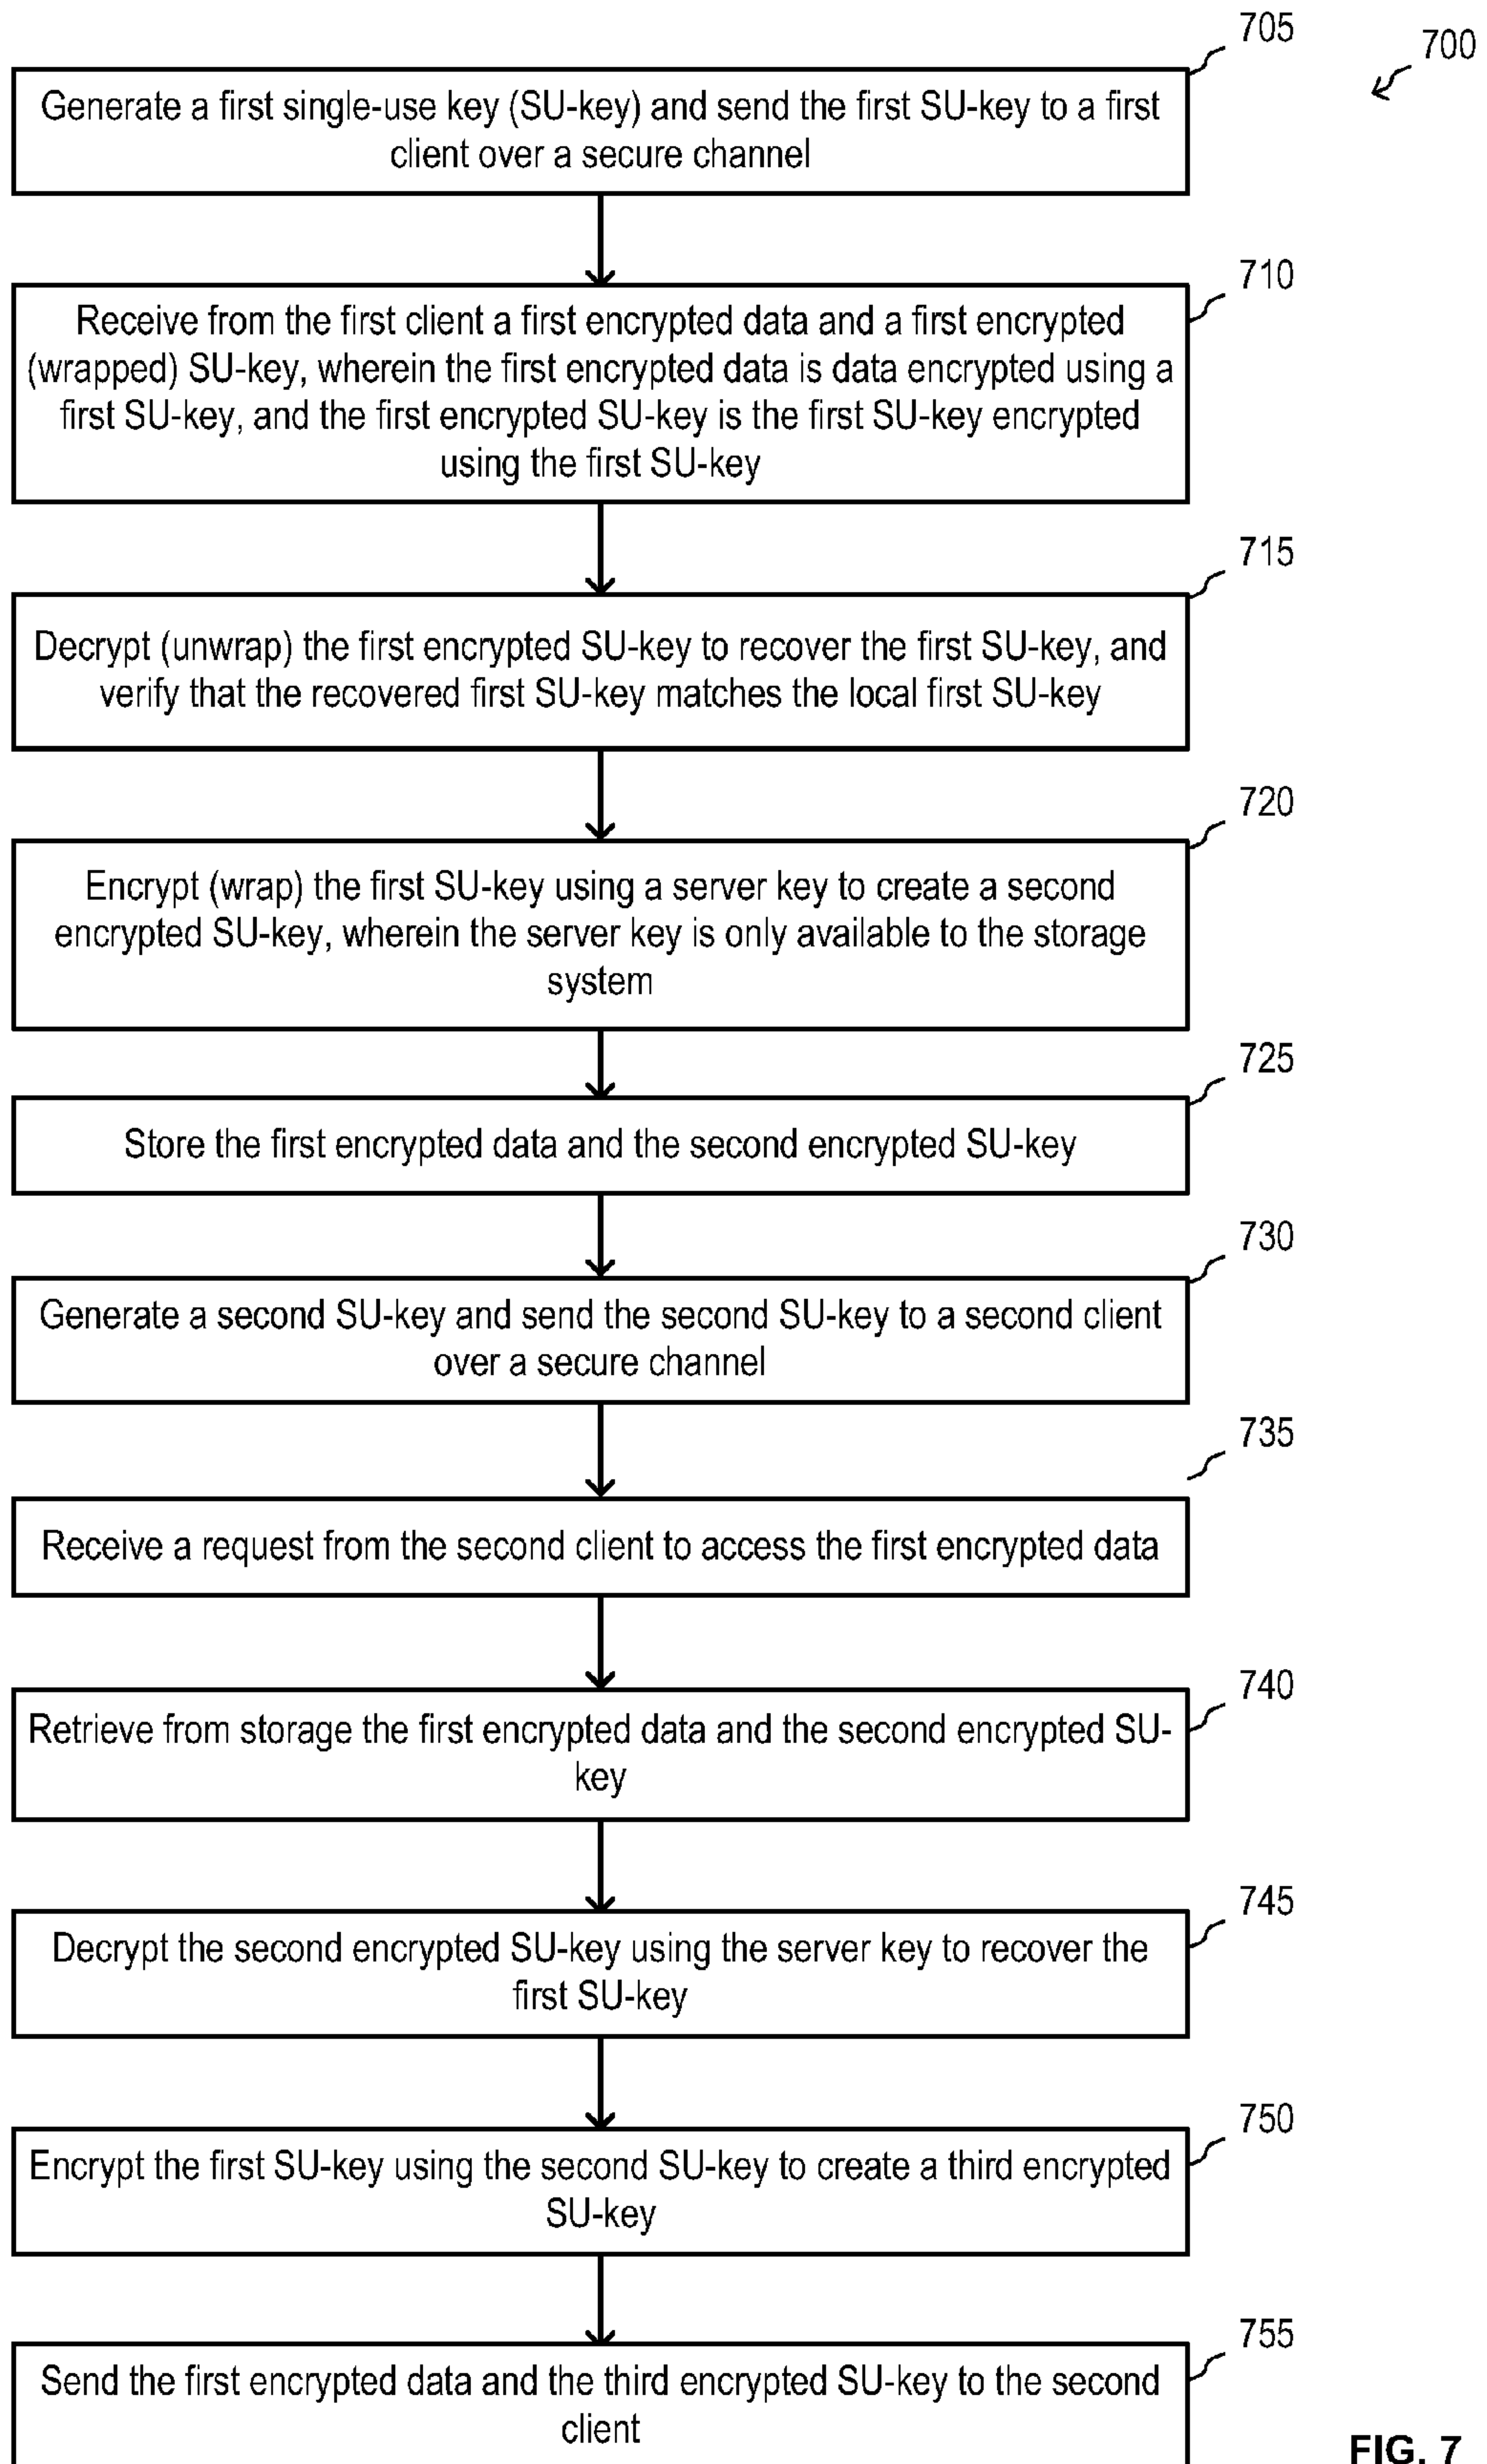 705
700
Generate a first single-use key (SU-key) and send the first SU-key to a first
client over a secure channel
710
Receive from the first client a first encrypted data and a first encrypted
(wrapped) SU-key, wherein the first encrypted data is data encrypted using a
first SU-key, and the first encrypted SU-key is the first SU-key encrypted
using the first SU-key
715
Decrypt (unwrap) the first encrypted SU-key to recover the first SU-key, and
verify that the recovered first SU-key matches the local first SU-key
720
Encrypt (wrap) the first SU-key using a server key to create a second
encrypted SU-key, wherein the server key is only available to the storage
system
725
Store the first encrypted data and the second encrypted SU-key
730
Generate a second SU-key and send the second SU-key to a second client
over a secure channel
735
Receive a request from the second client to access the first encrypted data
740
Retrieve from storage the first encrypted data and the second encrypted SU-
key
745
Decrypt the second encrypted SU-key using the server key to recover the
first SU-key
750
Encrypt the first SU-key using the second SU-key to create a third encrypted
SU-key
755
Send the first encrypted data and the third encrypted SU-key to the second
client
FIG. 7